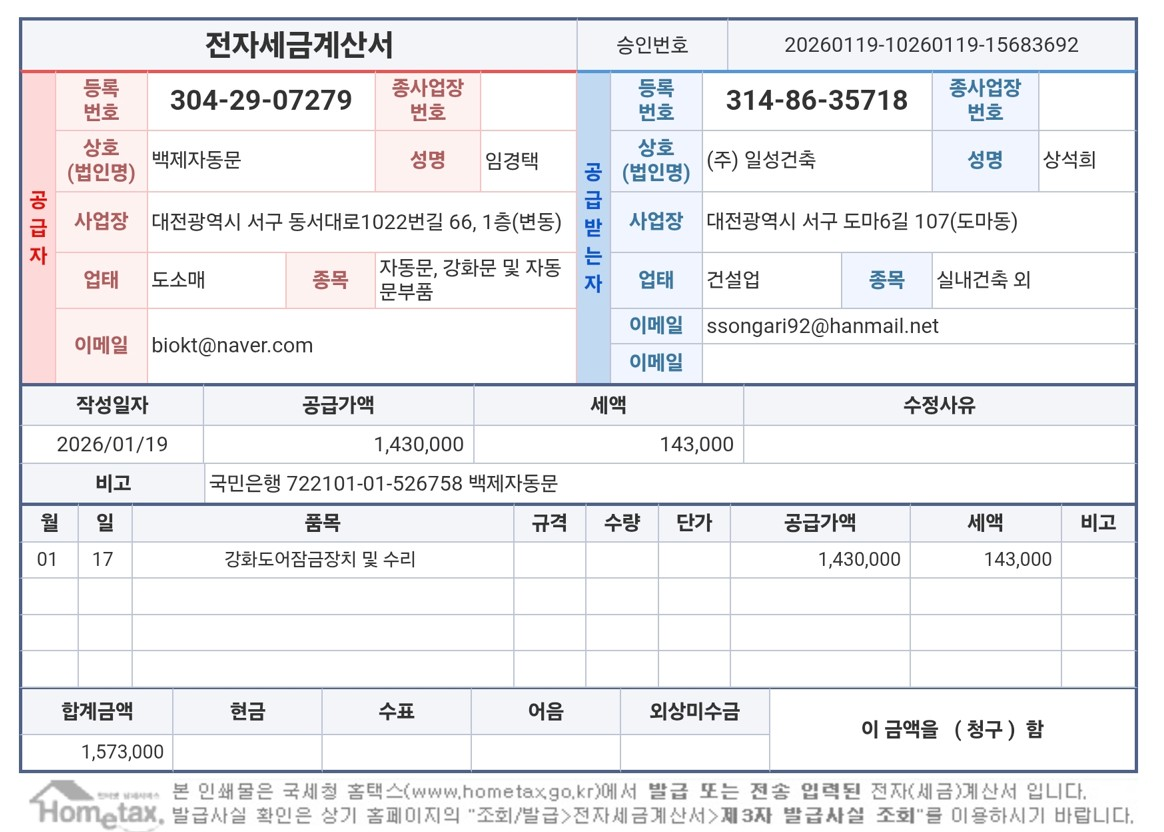 전자세금계산서 승인번호 20260119-10260119-15683692
공급자
등록
번호
304-29-07279
종사업장
번호
상호
(법인명)
백제자동문
성명
임경택
사업장
대전광역시 서구 동서대로1022번길 66, 1층(변동)
업태
도소매
종목
자동문, 강화문 및 자동
문부품
이메일
biokt@naver.com
공급받는자
등록
번호
314-86-35718
종사업장
번호
상호
(법인명)
(주) 일성건축
성명
상석희
사업장
대전광역시 서구 도마6길 107(도마동)
업태
건설업
종목
실내건축 외
이메일
ssongari92@hanmail.net
이메일
작성일자 공급가액 세액 수정사유
2026/01/19 1,430,000 143,000
비고 국민은행 722101-01-526758 백제자동문
월 일 품목 규격 수량 단가 공급가액 세액 비고
01 17 강화도어잠금장치 및 수리 1,430,000 143,000
합계금액 현금 수표 어음 외상미수금
이 금액을 ( 청구 ) 함
1,573,000
Hometax.
본 인쇄물은 국세청 홈택스(www.hometax.go.kr)에서 발급 또는 전송 입력된 전자(세금)계산서 입니다.
발급사실 확인은 상기 홈페이지의 "조회/발급>전자세금계산서>제3자 발급사실 조회"를 이용하시기 바랍니다.